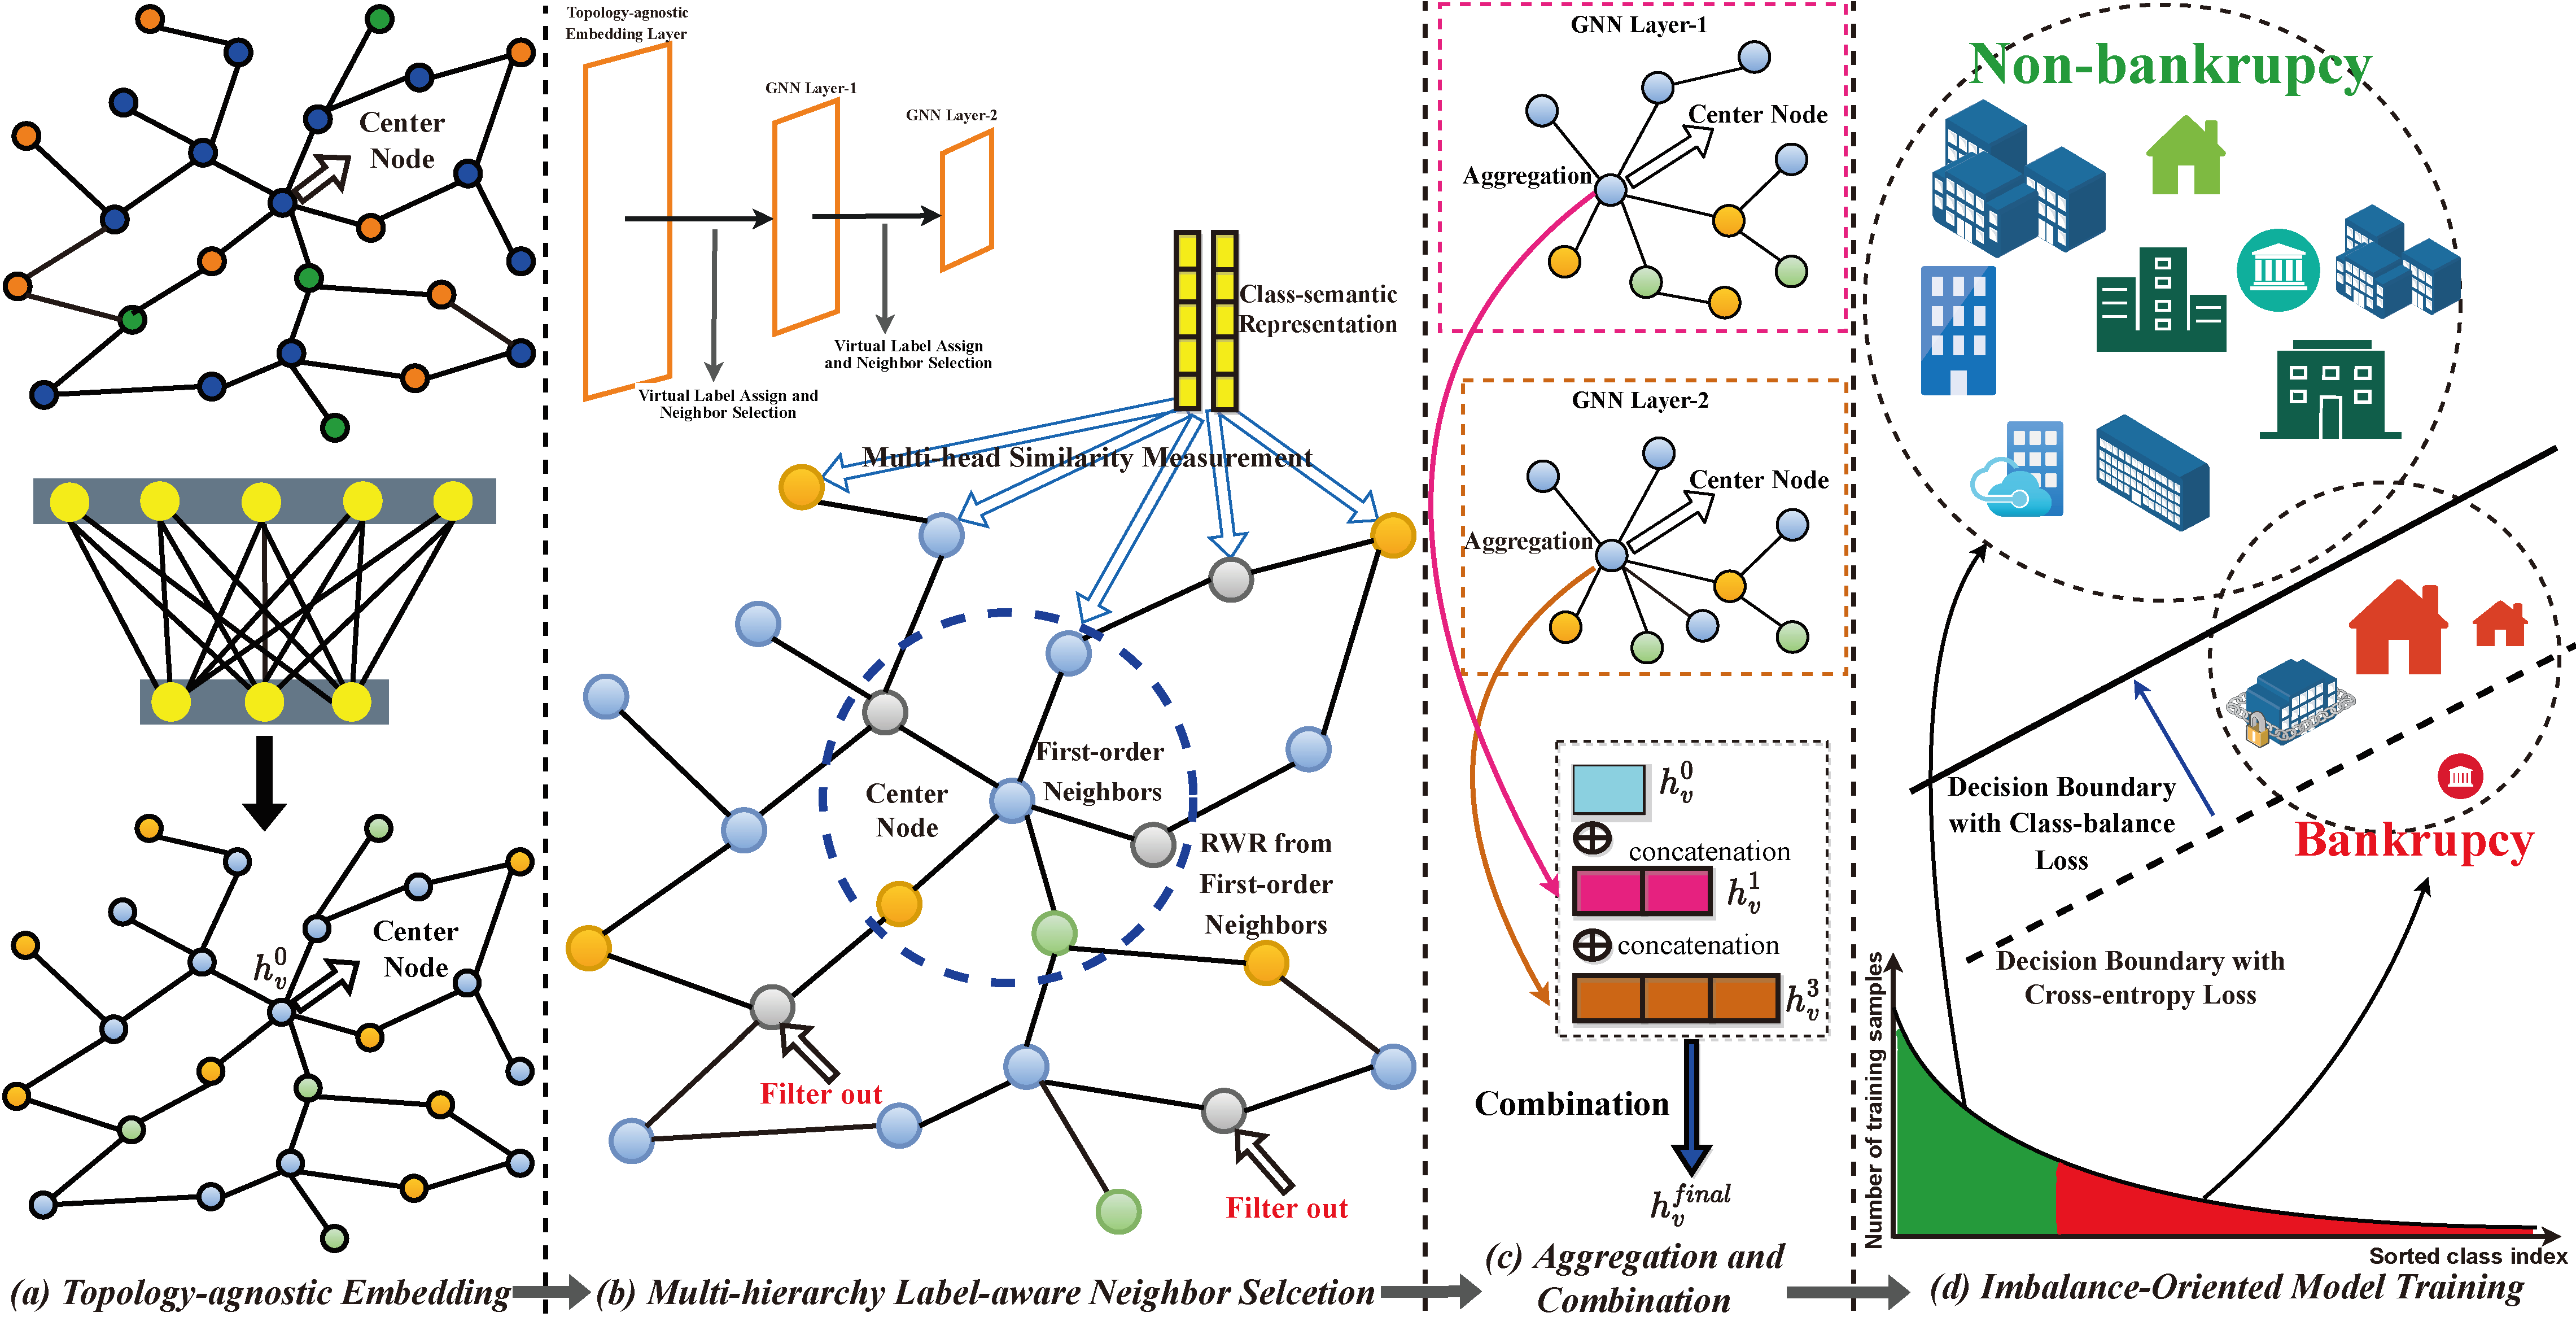 Center
Node
h_v^0
Center
Node
(a) Topology-agnostic Embedding
Topology-agnostic
Embedding Layer
GNN Layer-1
GNN Layer-2
Virtual Label Assign
and Neighbor Selection
Virtual Label Assign and
Neighbor Selection
Class-semantic
Representation
Multi-head Similarity Measurement
First-order
Neighbors
Center
Node
RWR from
First-order
Neighbors
Filter out
Filter out
(b) Multi-hierarchy Label-aware Neighbor Selcetion
GNN Layer-1
Center Node
Aggregation
GNN Layer-2
Center Node
Aggregation
h_v^0
concatenation
h_v^1
concatenation
h_v^3
Combination
h_v^{final}
(c) Aggregation and
Combination
Non-bankrupcy
Decision Boundary
with Class-balance
Loss
Bankrupcy
Decision Boundary with
Cross-entropy Loss
Number of training samples
Sorted class index
(d) Imbalance-Oriented Model Training